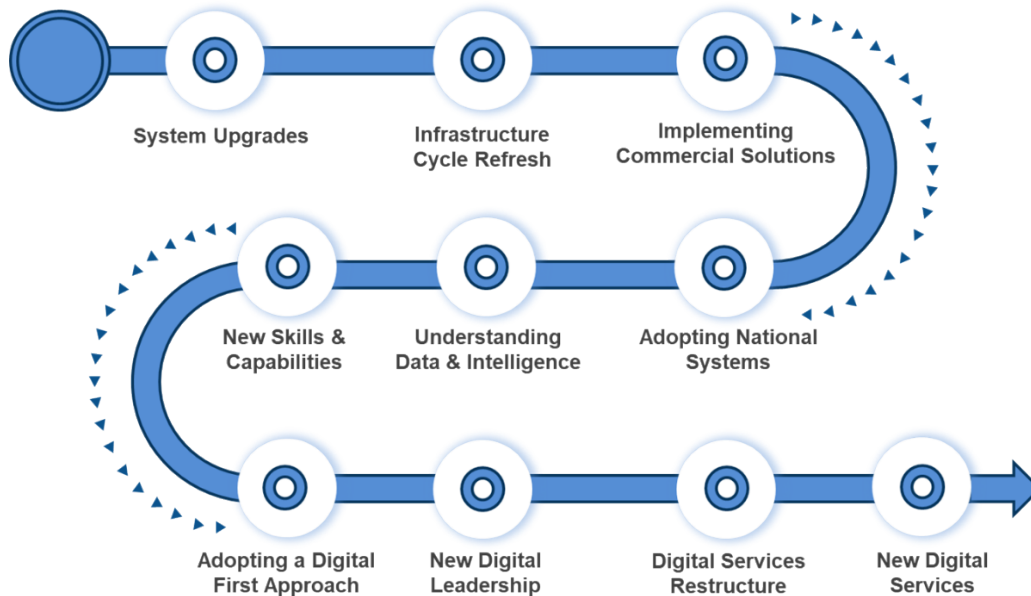 System Upgrades
Infrastructure
Cycle Refresh
Implementing
Commercial Solutions
New Skills &
Capabilities
Understanding
Data & Intelligence
Adopting National
Systems
Adopting a Digital
First Approach
New Digital
Leadership
Digital Services
Restructure
New Digital
Services